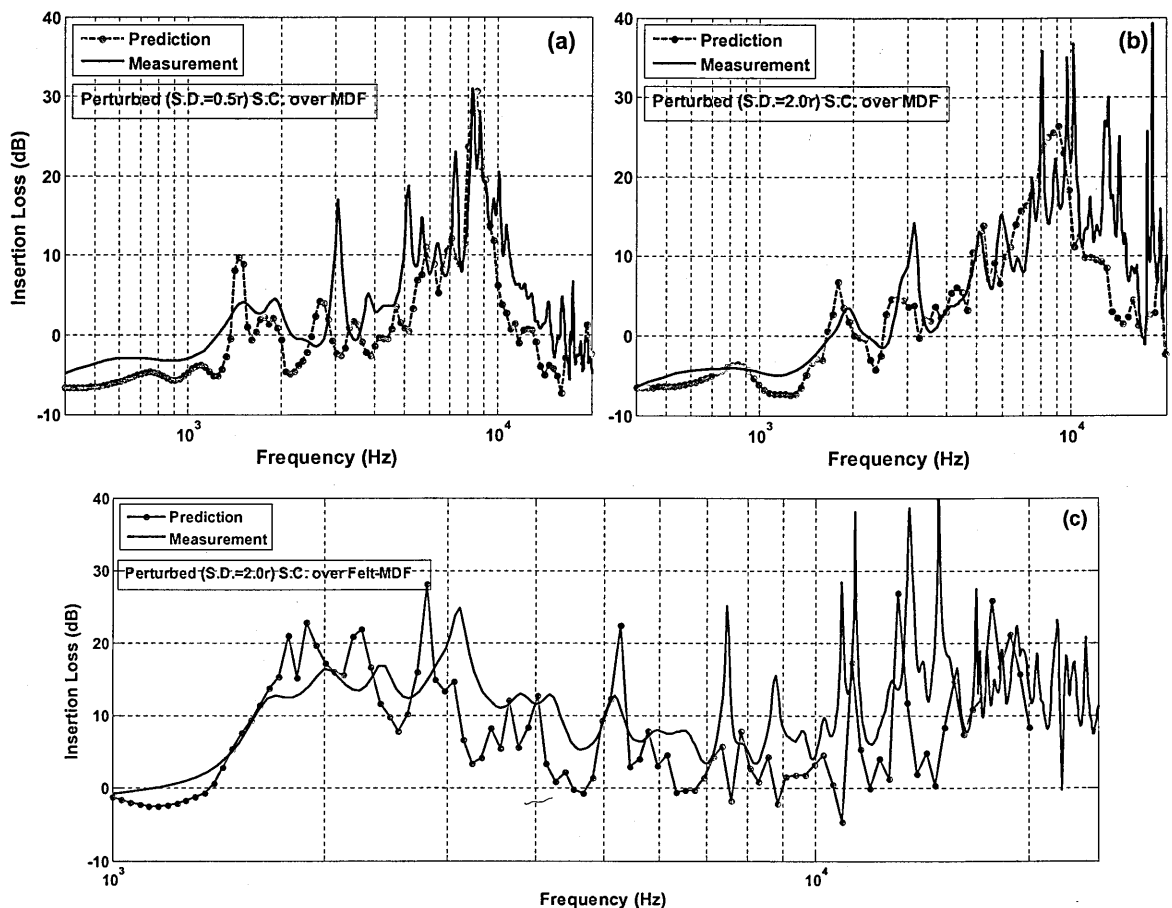 40
30
20
10
0
-10
Insertion Loss (dB)
Prediction
Measurement
Perturbed (S.D.=0.5r) S.C. over MDF
(a)
10³
10⁴
Frequency (Hz)
40
30
20
10
0
-10
Prediction
Measurement
Perturbed (S.D.=2.0r) S.C. over MDF
(b)
10³
10⁴
Frequency (Hz)
40
30
20
10
0
-10
Insertion Loss (dB)
Prediction
Measurement
Perturbed (S.D.=2.0r) S.C. over Felt-MDF
(c)
10³
10⁴
Frequency (Hz)